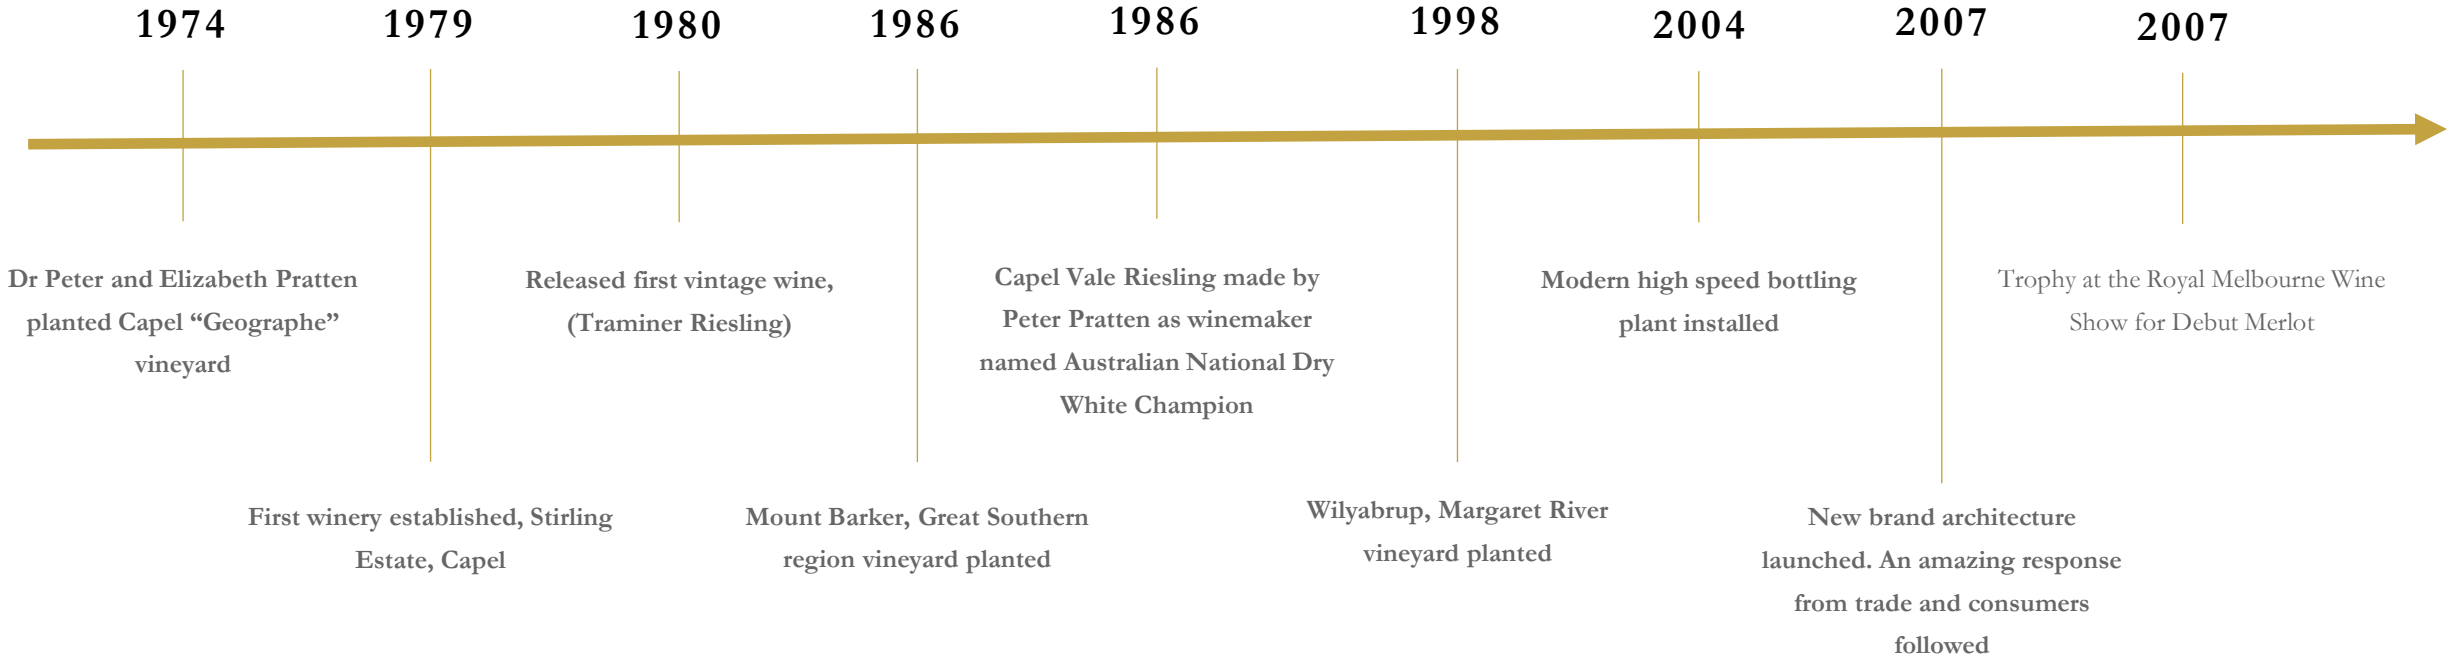 1974
1979
1980
1986
1986
1998
2004
2007
2007
Dr Peter and Elizabeth Pratten
planted Capel “Geographe”
vineyard
First winery established, Stirling
Estate, Capel
Released first vintage wine,
(Traminer Riesling)
Mount Barker, Great Southern
region vineyard planted
Capel Vale Riesling made by
Peter Pratten as winemaker
named Australian National Dry
White Champion
Wilyabrup, Margaret River
vineyard planted
Modern high speed bottling
plant installed
New brand architecture
launched. An amazing response
from trade and consumers
followed
Trophy at the Royal Melbourne Wine
Show for Debut Merlot